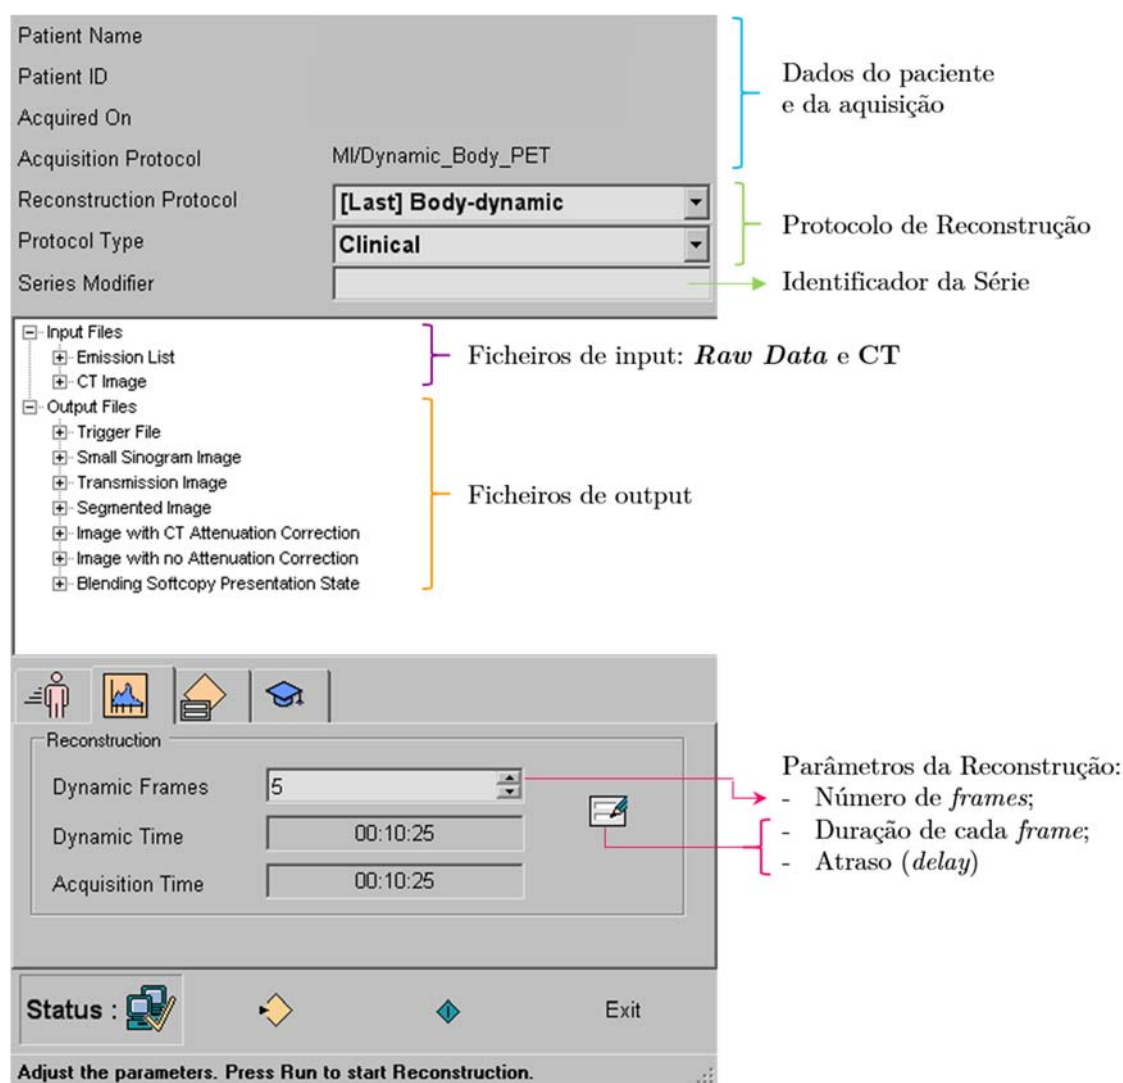 Patient Name
Patient ID
Acquired On
Acquisition Protocol MI/Dynamic_Body_PET
Reconstruction Protocol [Last] Body-dynamic
Protocol Type Clinical
Series Modifier
Dados do paciente
e da aquisição
Protocolo de Reconstrução
Identificador da Série
Input Files
Emission List
CT Image
Ficheiros de input: Raw Data e CT
Output Files
Trigger File
Small Sinogram Image
Transmission Image
Segmented Image
Image with CT Attenuation Correction
Image with no Attenuation Correction
Blending Softcopy Presentation State
Ficheiros de output
Reconstruction
Dynamic Frames 5
Dynamic Time 00:10:25
Acquisition Time 00:10:25
Parâmetros da Reconstrução:
- Número de frames;
- Duração de cada frame;
- Atraso (delay)
Status : Exit
Adjust the parameters. Press Run to start Reconstruction.